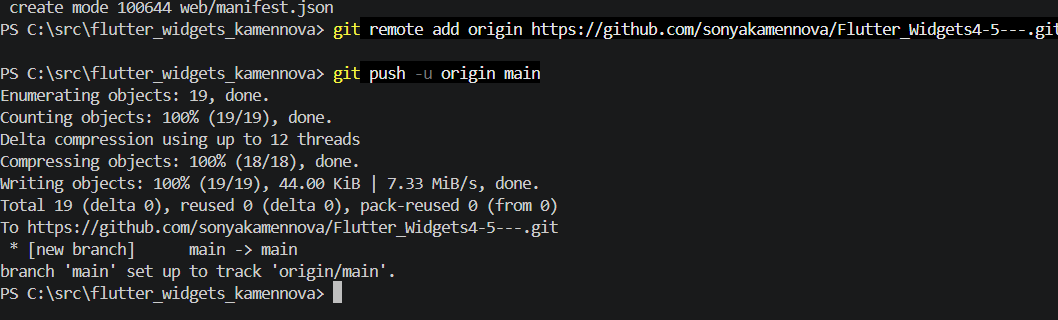 create mode 100644 web/manifest.json
PS C:\src\flutter_widgets_kamennova> git remote add origin https://github.com/sonyakamennova/Flutter_Widgets4-5---.git
PS C:\src\flutter_widgets_kamennova> git push -u origin main
Enumerating objects: 19, done.
Counting objects: 100% (19/19), done.
Delta compression using up to 12 threads
Compressing objects: 100% (18/18), done.
Writing objects: 100% (19/19), 44.00 KiB | 7.33 MiB/s, done.
Total 19 (delta 0), reused 0 (delta 0), pack-reused 0 (from 0)
To https://github.com/sonyakamennova/Flutter_Widgets4-5---.git
 * [new branch]      main -> main
branch 'main' set up to track 'origin/main'.
PS C:\src\flutter_widgets_kamennova>